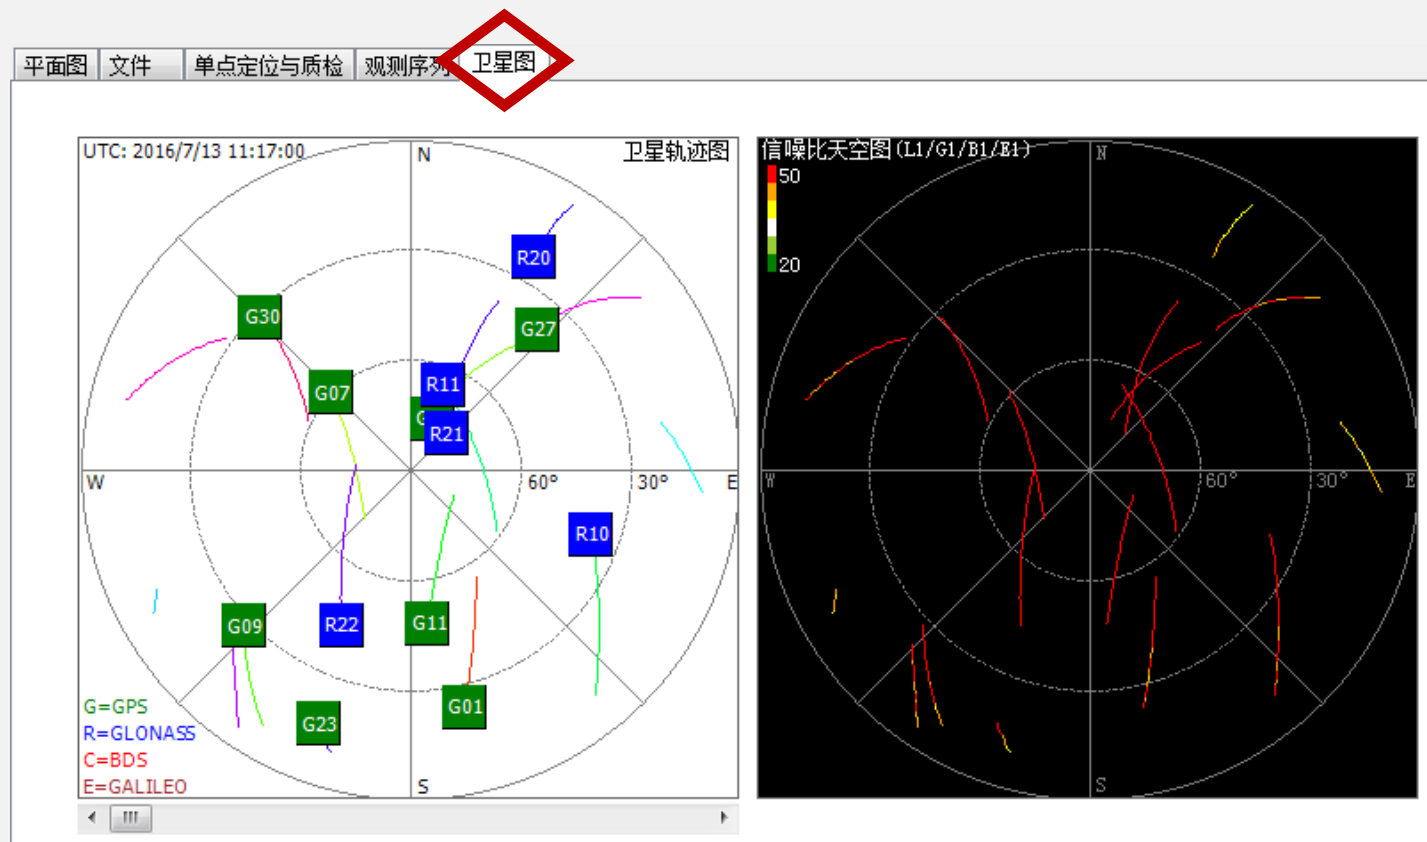 平面图
文件
单点定位与质检
观测序列
卫星图
UTC: 2016/7/13 11:17:00
卫星轨迹图
N
R20
G30
G27
R11
G07
R21
W
60°
30°
E
R10
G09
R22
G11
G01
G23
G=GPS
R=GLONASS
C=BDS
E=GALILEO
S
信噪比天空图(L1/G1/B1/E1)
50
20
N
W
60°
30°
E
S